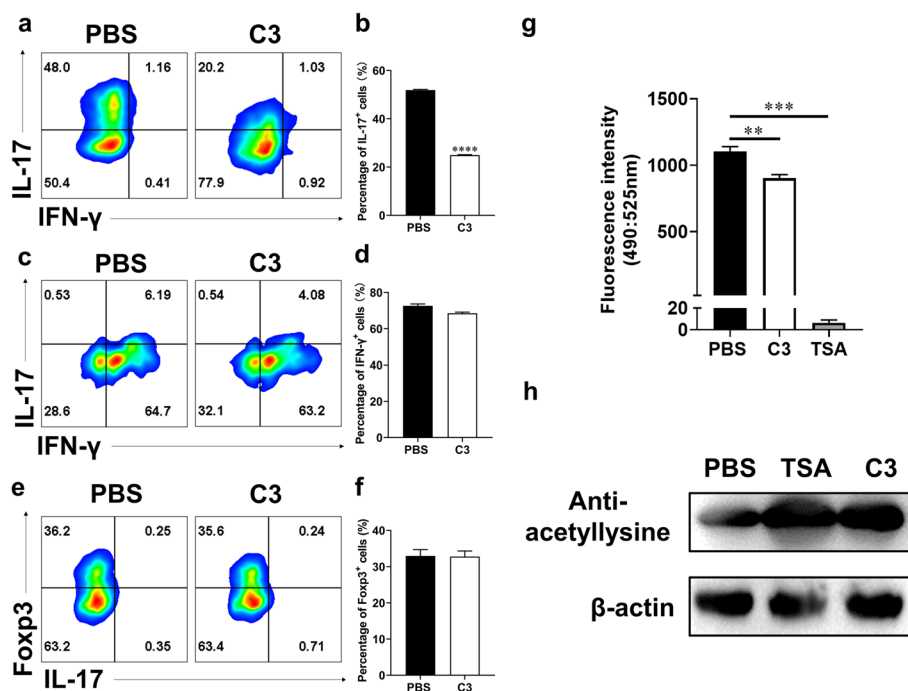 a
PBS
C3
48.0
1.16
20.2
1.03
50.4
0.41
77.9
0.92
IL-17
IFN-γ
b
Percentage of IL-17+ cells (%)
60
40
20
0
****
PBS
C3
c
PBS
C3
0.53
6.19
0.54
4.08
28.6
64.7
32.1
63.2
IL-17
IFN-γ
d
Percentage of IFN-γ+ cells (%)
80
60
40
20
0
PBS
C3
e
PBS
C3
36.2
0.25
35.6
0.24
63.2
0.35
63.4
0.71
Foxp3
IL-17
f
Percentage of Foxp3+ cells (%)
40
30
20
10
0
PBS
C3
g
Fluorescence intensity
(490:525nm)
1500
1000
500
20
0
***
**
PBS
C3
TSA
h
PBS
TSA
C3
Anti-
acetyllysine
β-actin